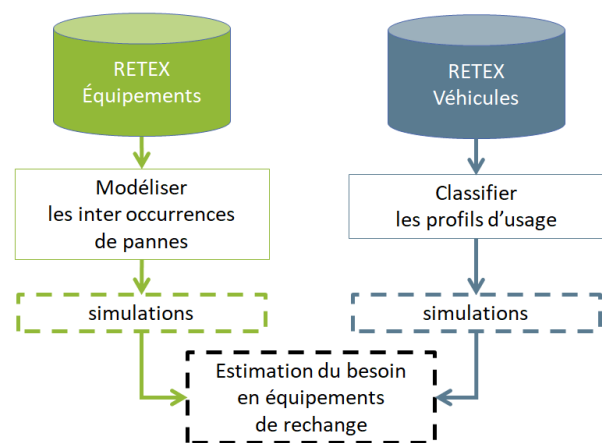 RETEX
Équipements
RETEX
Véhicules
Modéliser
les inter occurrences
de pannes
Classifier
les profils d'usage
simulations
simulations
Estimation du besoin
en équipements
de rechange